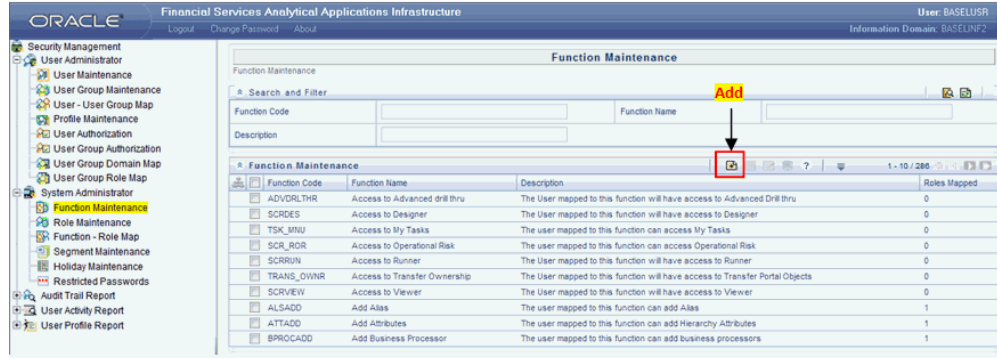 ORACLE
Financial Services Analytical Applications Infrastructure
User: BASELUSR
Logout Change Password About
Information Domain: BASELINF2
Security Management
User Administrator
User Maintenance
User Group Maintenance
User - User Group Map
Profile Maintenance
User Authorization
User Group Authorization
User Group Domain Map
User Group Role Map
System Administrator
Function Maintenance
Role Maintenance
Function - Role Map
Segment Maintenance
Holiday Maintenance
Restricted Passwords
Audit Trail Report
User Activity Report
User Profile Report
Function Maintenance
Function Maintenance
Search and Filter
Add
Function Code
Function Name
Description
Function Maintenance
1 - 10 / 286
Function Code Function Name Description Roles Mapped
ADVDRLTHR Access to Advanced drill thru The User mapped to this function will have access to Advanced Drill thru 0
SCRDES Access to Designer The user mapped to this function will have access to Designer 0
TSK_MNU Access to My Tasks The user mapped to this function can access My Tasks 0
SCR_ROR Access to Operational Risk The user mapped to this function can access Operational Risk 0
SCRRUN Access to Runner The user mapped to this function will have access to Runner 0
TRANS_OWNR Access to Transfer Ownership The user mapped to this function will have access to Transfer Portal Objects 0
SCRVIEW Access to Viewer The user mapped to this function will have access to Viewer 0
ALSADD Add Alias The user mapped to this function can add Alias 1
ATTADD Add Attributes The user mapped to this function can add Hierarchy Attributes 1
BPROCADD Add Business Processor The user mapped to this function can add business processors 1